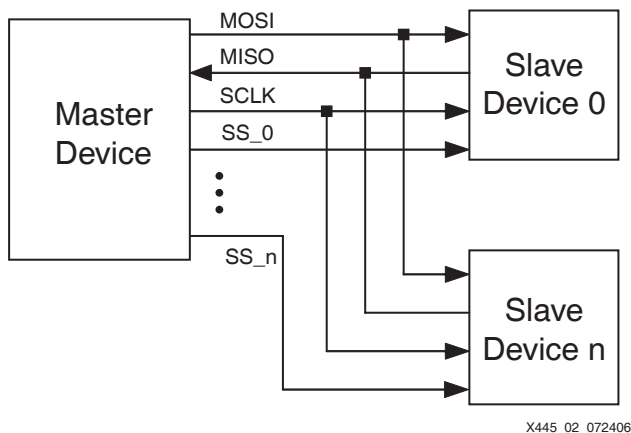 MOSI
MISO
SCLK
SS_0
SS_n
Master
Device
Slave
Device 0
Slave
Device n
X445_02_072406